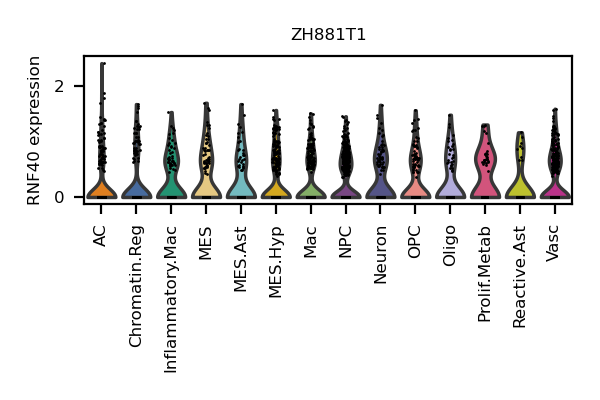 ZH881T1
RNF40 expression
2
0
AC
Chromatin.Reg
Inflammatory.Mac
MES
MES.Ast
MES.Hyp
Mac
NPC
Neuron
OPC
Oligo
Prolif.Metab
Reactive.Ast
Vasc